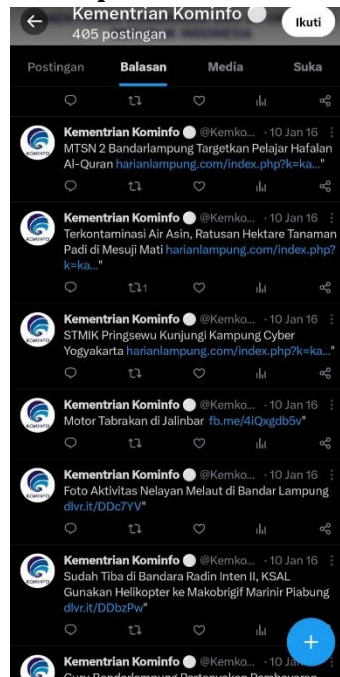 Kementrian Kominfo
405 postingan
Ikuti
Postingan Balasan Media Suka
Kementrian Kominfo @Kemko... · 10 Jan 16
MTSN 2 Bandarlampung Targetkan Pelajar Hafalan
Al-Quran harianlampung.com/index.php?k=ka..."
Kementrian Kominfo @Kemko... · 10 Jan 16
Terkontaminasi Air Asin, Ratusan Hektare Tanaman
Padi di Mesuji Mati harianlampung.com/index.php?
k=ka..."
1
Kementrian Kominfo @Kemko... · 10 Jan 16
STMIK Pringsewu Kunjungi Kampung Cyber
Yogyakarta harianlampung.com/index.php?k=ka..."
Kementrian Kominfo @Kemko... · 10 Jan 16
Motor Tabrakan di Jalinbar fb.me/4iQxgdb5v"
Kementrian Kominfo @Kemko... · 10 Jan 16
Foto Aktivitas Nelayan Melaut di Bandar Lampung
dlvr.it/DDc7YV"
Kementrian Kominfo @Kemko... · 10 Jan 16
Sudah Tiba di Bandara Radin Inten II, KSAL
Gunakan Helikopter ke Makobrigif Marinir Piabung
dlvr.it/DDbzPw"
Kementrian Kominfo @Kemko... · 10 Ja